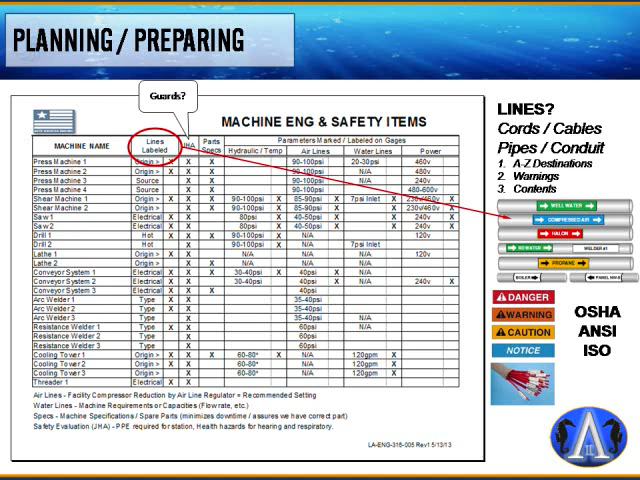 PLANNING / PREPARING
Guards?
MACHINE ENG & SAFETY ITEMS
MACHINE NAME Lines Labeled JHA Parts Specs Parameters Marked / Labeled on Gages
Hydraulic / Temp Air Lines Water Lines Power
Press Machine 1 Origin > X X X 90-100psi 20-30psi 460v
Press Machine 2 Origin > X X X 90-100psi N/A 480v
Press Machine 3 Source X X 90-100psi N/A 240v
Press Machine 4 Source X X 90-100psi 480-600v
Shear Machine 1 Origin > X X X 90-100psi X 85-90psi X 7psi Inlet X 230v/460v X
Shear Machine 2 Origin > X X X 90-100psi X 85-90psi X N/A X 230v/460v X
Saw 1 Electrical X X X 80psi X 40-50psi X X 240v X
Saw 2 Electrical X X X 80psi X 40-50psi X X 240v X
Drill 1 Hot X X X 90-100psi X N/A N/A 120v
Drill 2 Hot X 90-100psi X N/A 7psi Inlet
Lathe 1 Origin > X X N/A N/A N/A 120v
Lathe 2 Origin > X X N/A N/A N/A
Conveyor System 1 Electrical X X X 30-40psi X 40psi X N/A
Conveyor System 2 Electrical X X X 40psi X N/A 240v X
Conveyor System 3 Electrical X X 40psi
Arc Welder 1 Type X X 35-40psi
Arc Welder 2 Type X X 35-40psi N/A
Arc Welder 3 Type X 35-40psi N/A
Resistance Welder 1 Type X X 60psi N/A
Resistance Welder 2 Type X 60psi
Resistance Welder 3 Type X 60psi
Cooling Tower 1 Origin > X X X 60-80* X N/A 120gpm X
Cooling Tower 2 Origin > X X 60-80* X N/A 120gpm X
Cooling Tower 3 Origin > X X 60-80* X N/A 120gpm X
Threader 1 Electrical X X
Air Lines - Facility Compressor Reduction by Air Line Regulator = Recommended Setting
Water Lines - Machine Requirements or Capacities (Flow rate, etc.)
Specs - Machine Specifications / Spare Parts (minimizes downtime / assures we have correct part)
Safety Evaluation (JHA) - PPE required for station, Health hazards for hearing and respiratory.
LA-ENG-316-005 Rev1 5/13/13
LINES?
Cords / Cables
Pipes / Conduit
1. A-Z Destinations
2. Warnings
3. Contents
WELL WATER
COMPRESSED AIR
HALON
RO WATER WELDER #1
PROPANE
BOILER PANEL NW-8
DANGER
WARNING
CAUTION
NOTICE
OSHA
ANSI
ISO
A II